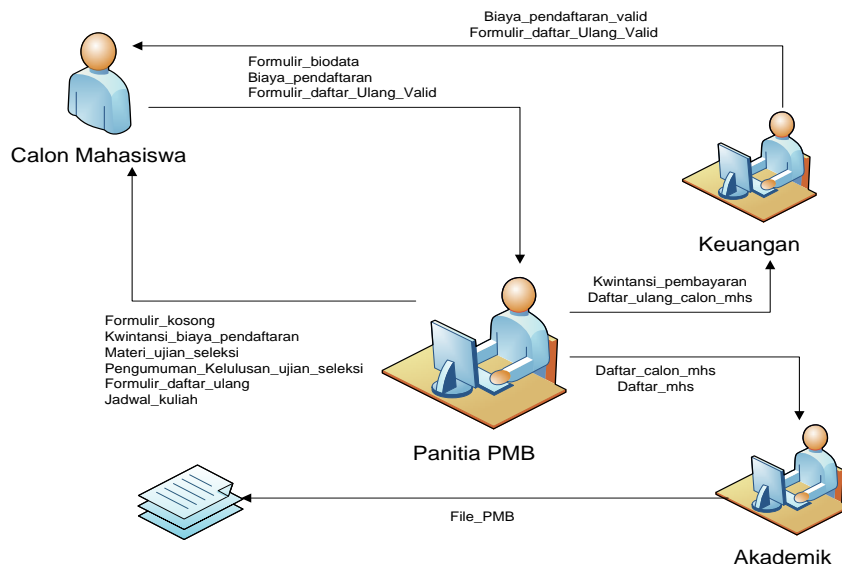 Biaya_pendaftaran_valid
Formulir_daftar_Ulang_Valid
Formulir_biodata
Biaya_pendaftaran
Formulir_daftar_Ulang_Valid
Calon Mahasiswa
Keuangan
Kwintansi_pembayaran
Daftar_ulang_calon_mhs
Formulir_kosong
Kwintansi_biaya_pendaftaran
Materi_ujian_seleksi
Pengumuman_Kelulusan_ujian_seleksi
Formulir_daftar_ulang
Jadwal_kuliah
Daftar_calon_mhs
Daftar_mhs
Panitia PMB
File_PMB
Akademik